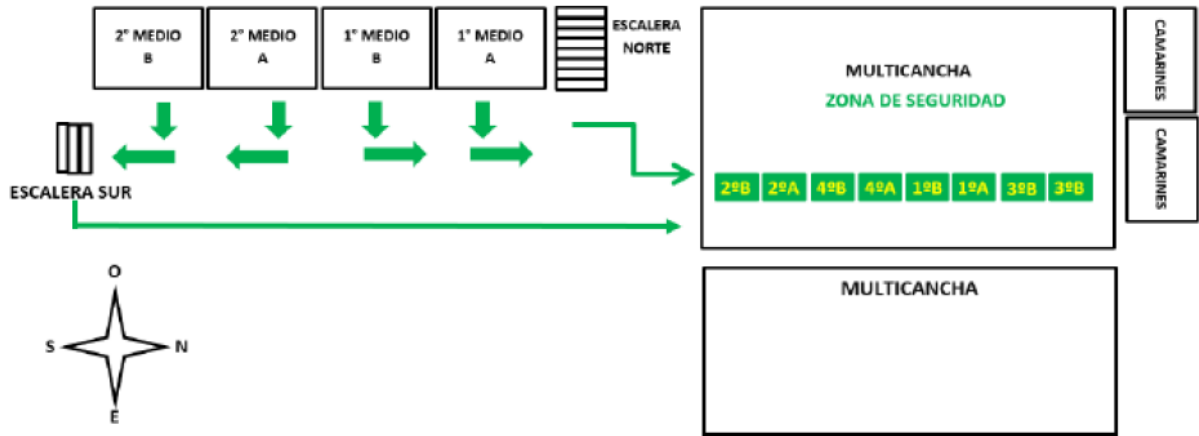 2° MEDIO
B
2° MEDIO
A
1° MEDIO
B
1° MEDIO
A
ESCALERA
NORTE
MULTICANCHA
ZONA DE SEGURIDAD
CAMARINES
CAMARINES
ESCALERA SUR
2ºB 2ºA 4ºB 4ºA 1ºB 1ºA 3ºB 3ºB
MULTICANCHA
O
S N
E